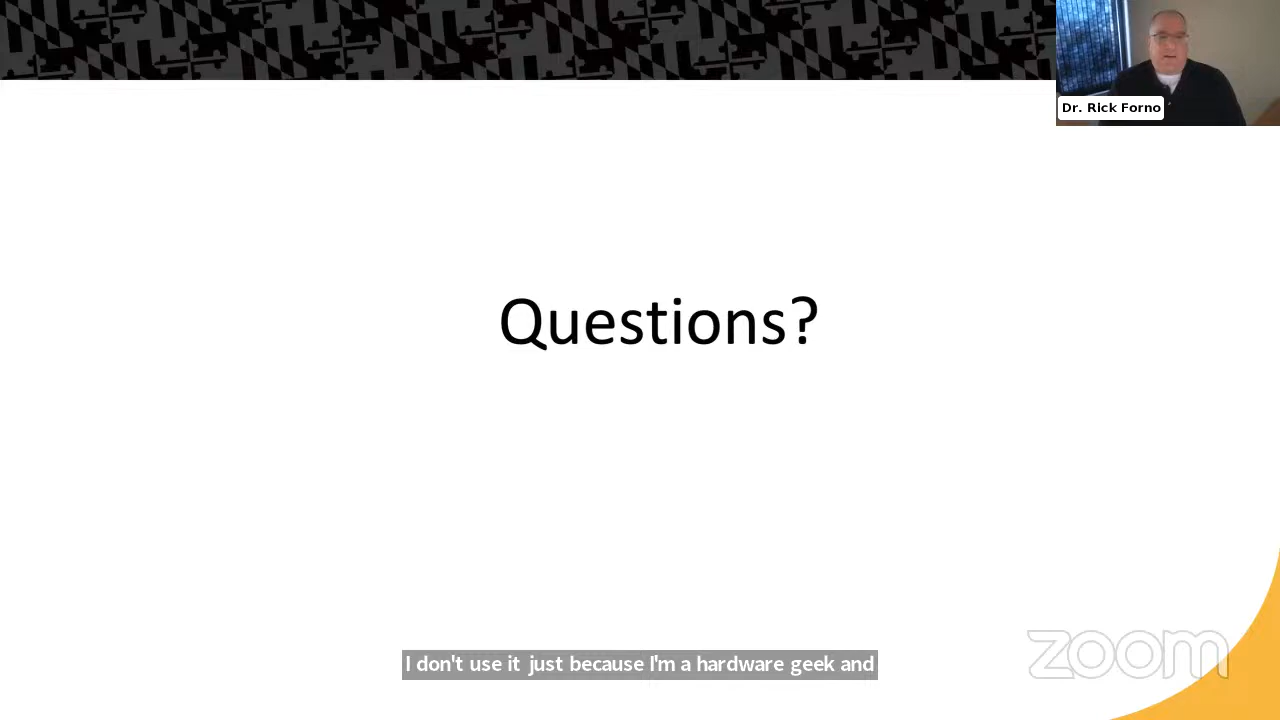 Dr. Rick Forno
Questions?
I don't use it just because I'm a hardware geek and
zoom